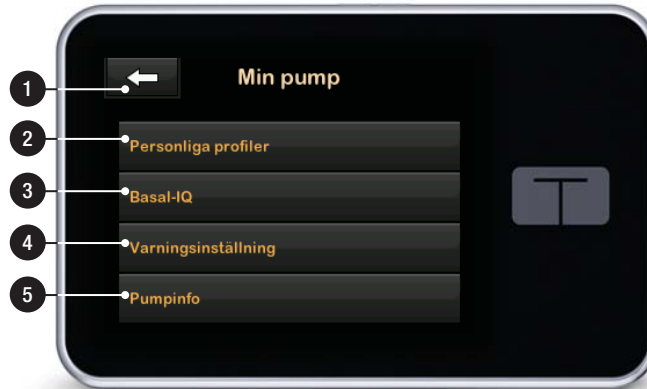 1
Min pump
2
Personliga profiler
3
Basal-IQ
4
Varningsinställning
5
Pumpinfo